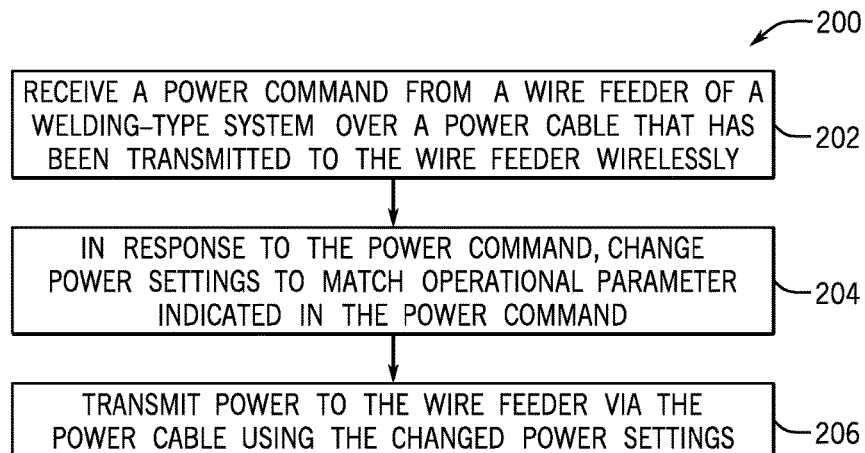 200
RECEIVE A POWER COMMAND FROM A WIRE FEEDER OF A
WELDING-TYPE SYSTEM OVER A POWER CABLE THAT HAS
BEEN TRANSMITTED TO THE WIRE FEEDER WIRELESSLY
202
IN RESPONSE TO THE POWER COMMAND, CHANGE
POWER SETTINGS TO MATCH OPERATIONAL PARAMETER
INDICATED IN THE POWER COMMAND
204
TRANSMIT POWER TO THE WIRE FEEDER VIA THE
POWER CABLE USING THE CHANGED POWER SETTINGS
206